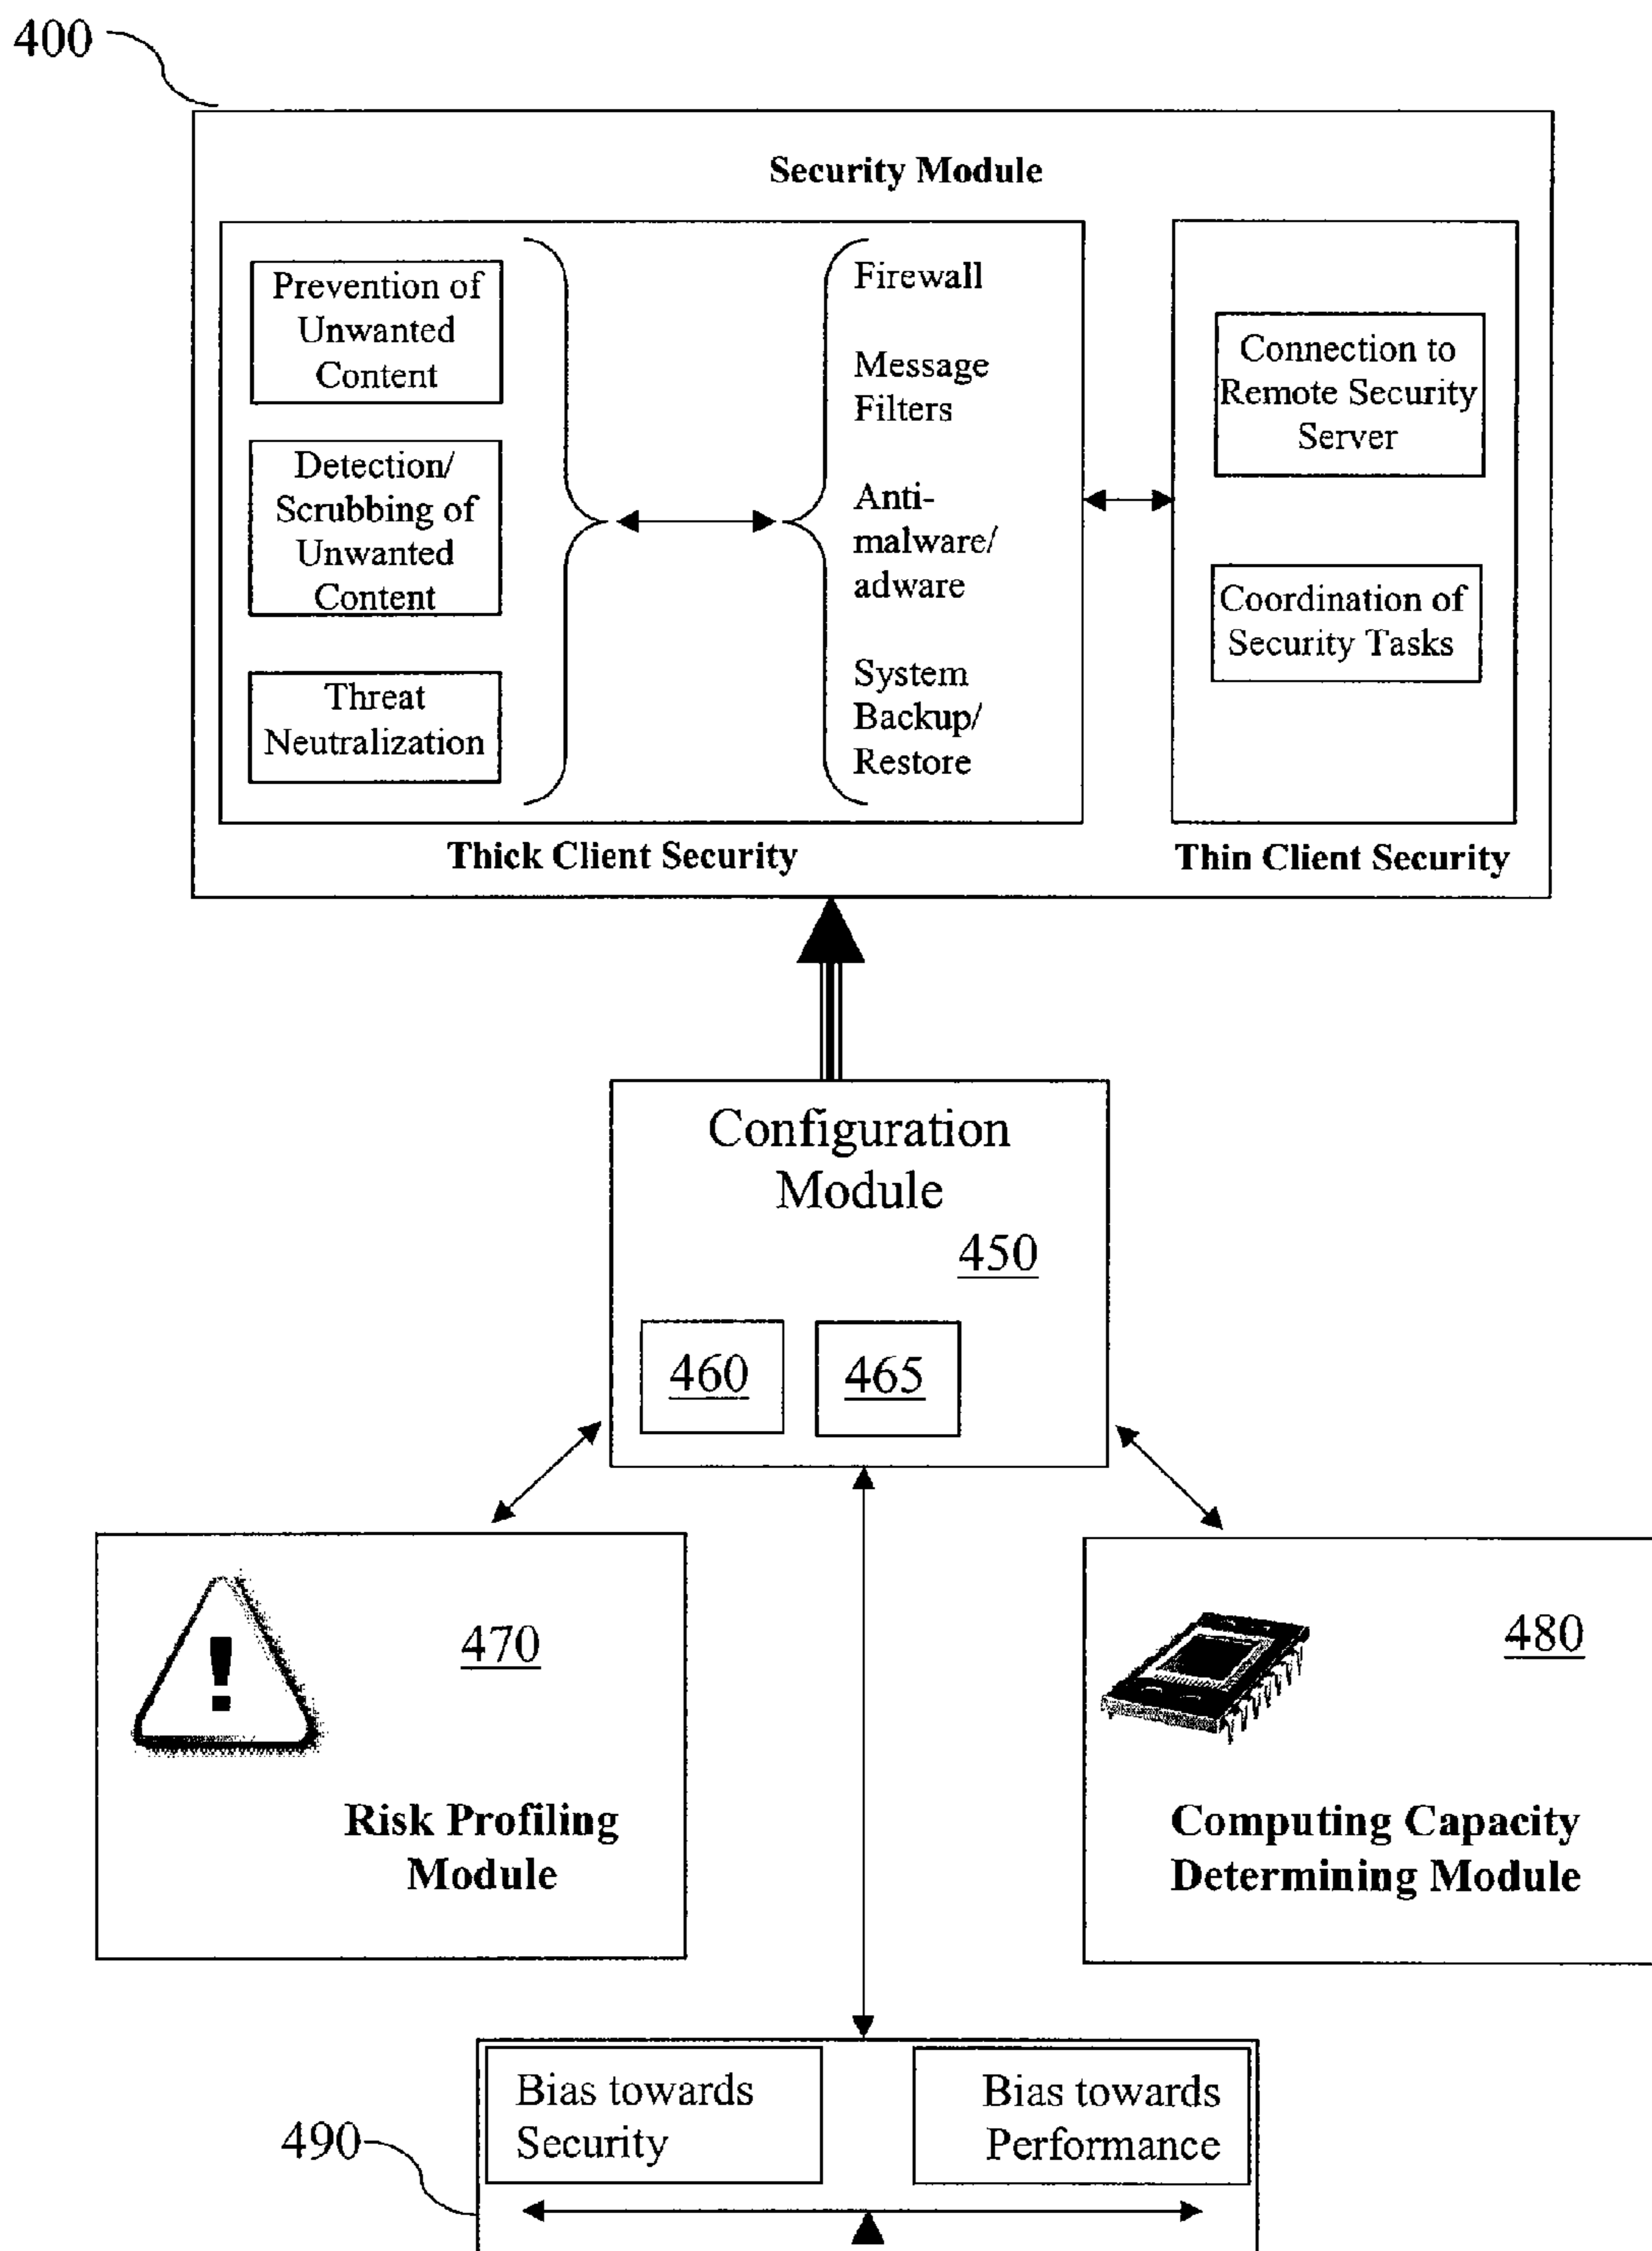 400
Security Module
Prevention of
Unwanted
Content
Detection/
Scrubbing of
Unwanted
Content
Threat
Neutralization
Firewall
Message
Filters
Anti-
malware/
adware
System
Backup/
Restore
Connection to
Remote Security
Server
Coordination of
Security Tasks
Thick Client Security
Thin Client Security
Configuration
Module
450
460
465
!
470
Risk Profiling
Module
480
Computing Capacity
Determining Module
Bias towards
Security
Bias towards
Performance
490